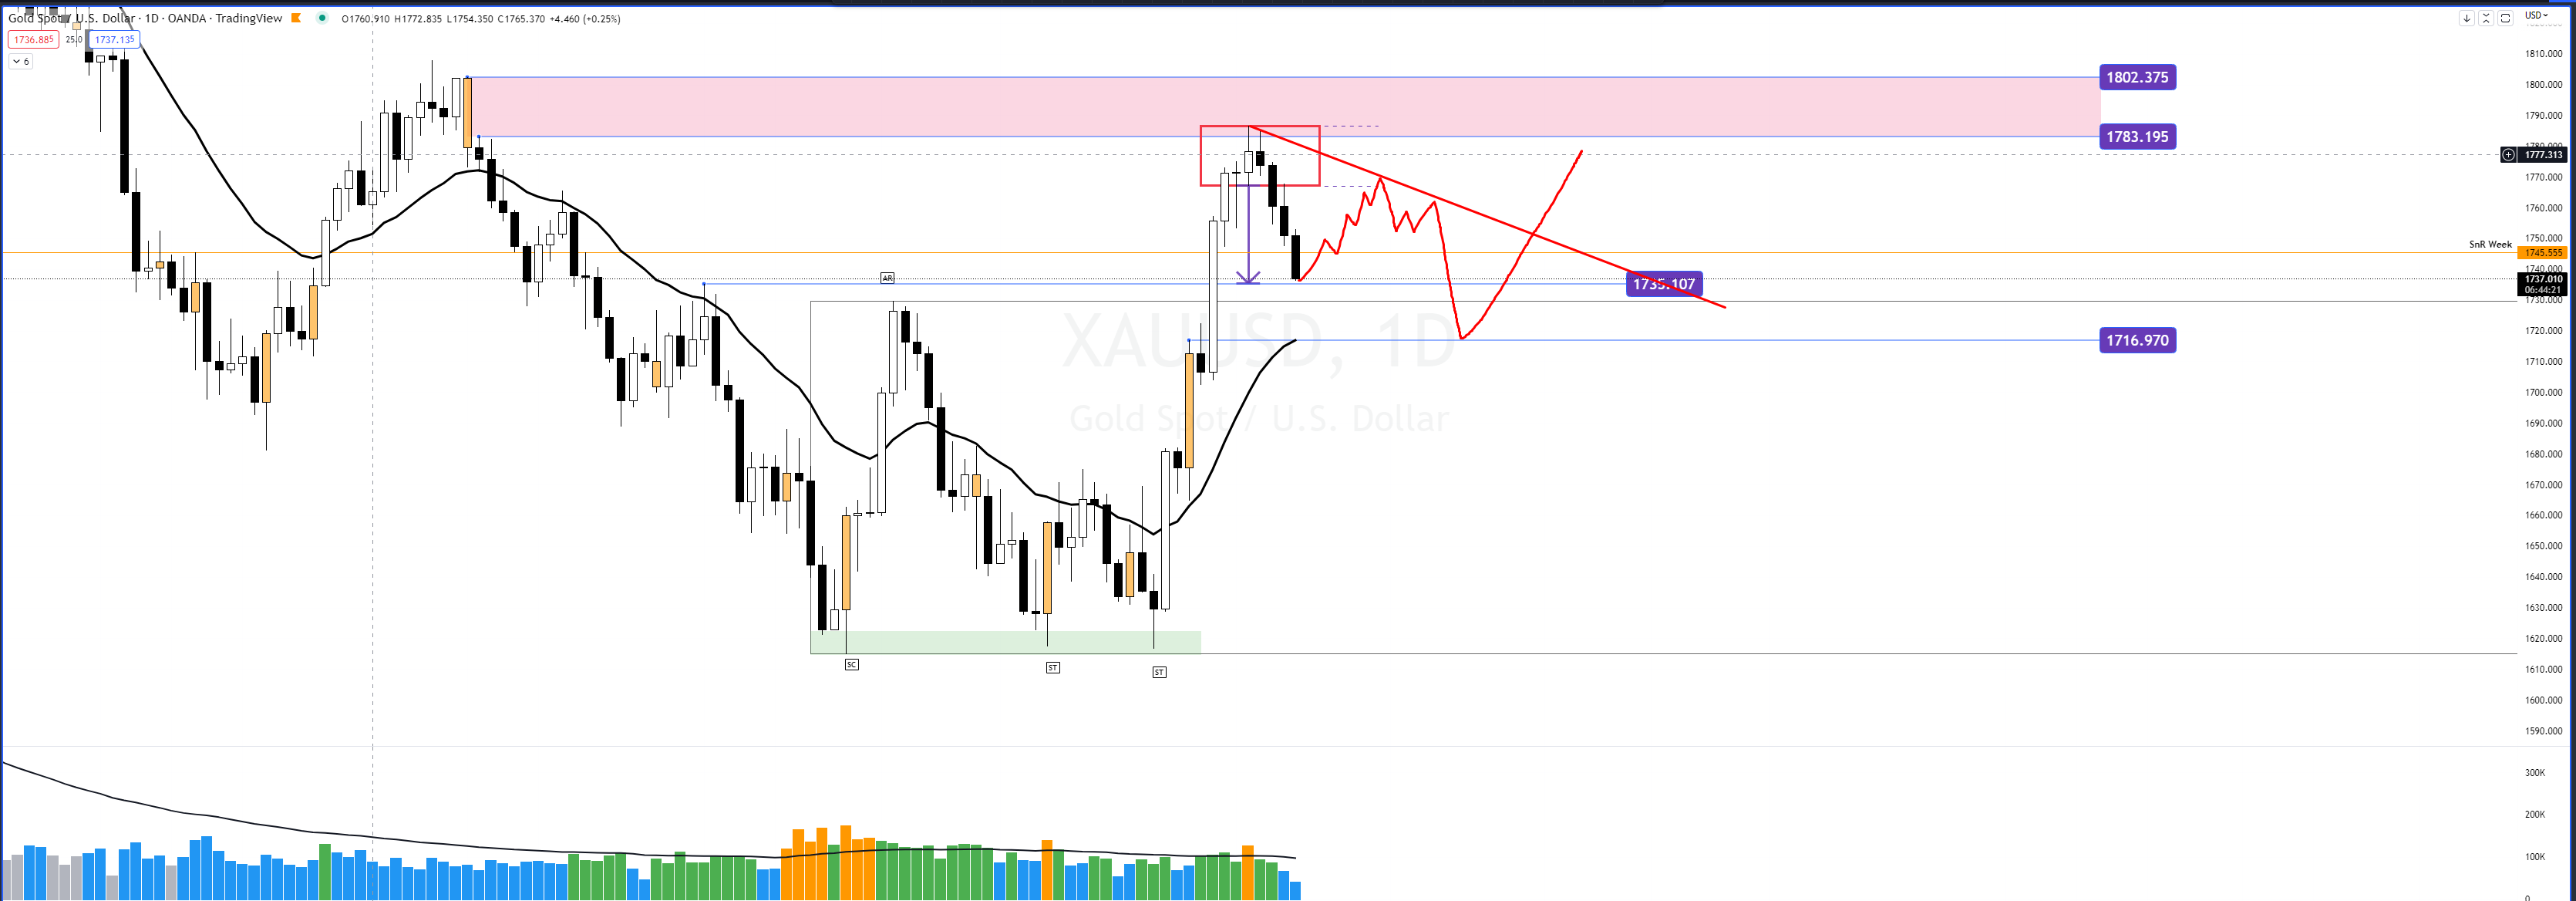 Gold Spot / U.S. Dollar · 1D · OANDA · TradingView O1760.910 H1772.835 L1754.350 C1765.370 +4.460 (+0.25%)
USD
1736.885 25.0 1737.135
6
1810.000
1802.375
1800.000
1790.000
1783.195
1780.000
1777.313
1770.000
1760.000
1750.000
SnR Week
1745.555
1740.000
AR
1737.010
1735.107
06:44:21
1730.000
XAUUSD, 1D
1720.000
1716.970
1710.000
Gold Spot / U.S. Dollar
1700.000
1690.000
1680.000
1670.000
1660.000
1650.000
1640.000
1630.000
1620.000
SC
ST
ST
1610.000
1600.000
1590.000
300K
200K
100K
0